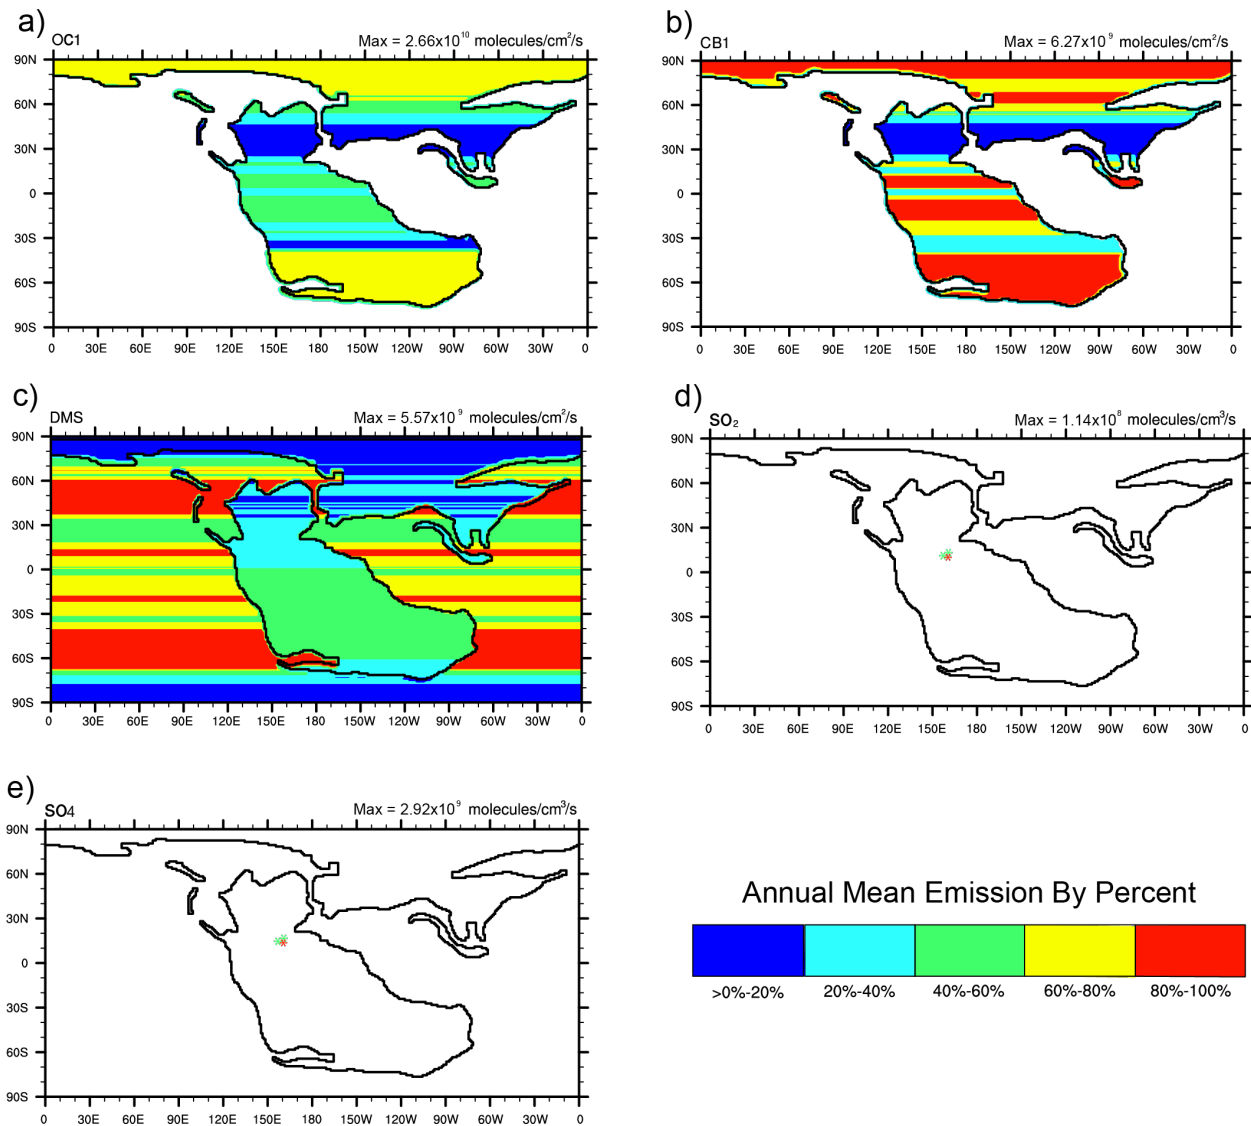 a)
OC1
Max = 2.66x10¹⁰ molecules/cm²/s
90N
60N
30N
0
30S
60S
90S
0 30E 60E 90E 120E 150E 180 150W 120W 90W 60W 30W 0
b)
CB1
Max = 6.27x10⁹ molecules/cm²/s
90N
60N
30N
0
30S
60S
90S
0 30E 60E 90E 120E 150E 180 150W 120W 90W 60W 30W 0
c)
DMS
Max = 5.57x10⁹ molecules/cm²/s
90N
60N
30N
0
30S
60S
90S
0 30E 60E 90E 120E 150E 180 150W 120W 90W 60W 30W 0
d)
SO₂
Max = 1.14x10⁸ molecules/cm³/s
90N
60N
30N
0
30S
60S
90S
0 30E 60E 90E 120E 150E 180 150W 120W 90W 60W 30W 0
e)
SO4
Max = 2.92x10⁹ molecules/cm³/s
90N
60N
30N
0
30S
60S
90S
0 30E 60E 90E 120E 150E 180 150W 120W 90W 60W 30W 0
Annual Mean Emission By Percent
>0%-20% 20%-40% 40%-60% 60%-80% 80%-100%